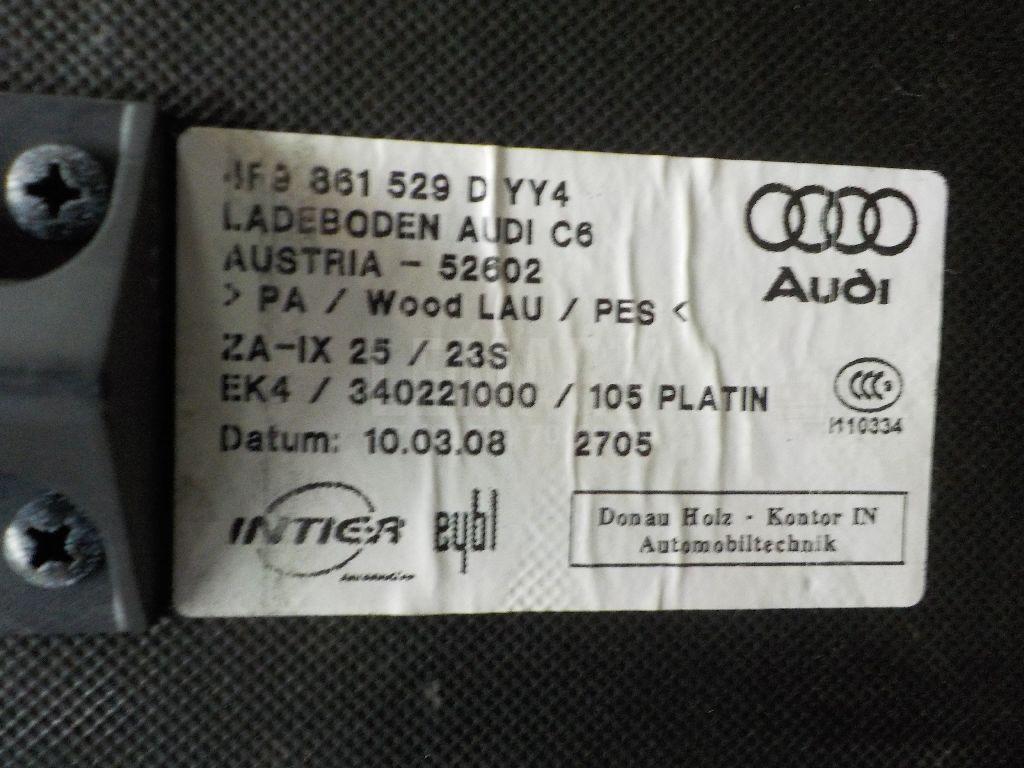 4F9 861 529 D YY4
LADEBODEN AUDI C6
AUSTRIA - 52602
> PA / Wood LAU / PES <
ZA-IX 25 / 23S
EK4 / 340221000 / 105 PLATIN
Datum: 10.03.08 2705
Audi
CCC S
INTIER
eybl
Donau Holz - Kontor IN
Automobiltechnik